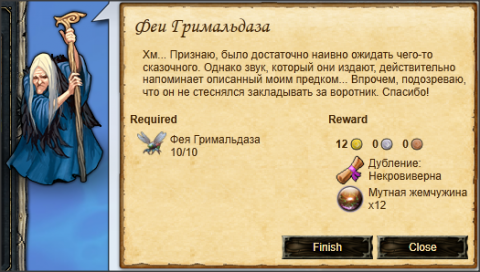 Феи Гримальдаза
Хм... Признаю, было достаточно наивно ожидать чего-то
сказочного. Однако звук, который они издают, действительно
напоминает описанный моим предком... Впрочем, подозреваю,
что он не стеснялся закладывать за воротник. Спасибо!
Required
Фея Гримальдаза
10/10
Reward
12 0 0
Дубление:
Некровиверна
Мутная жемчужина
x12
Finish Close